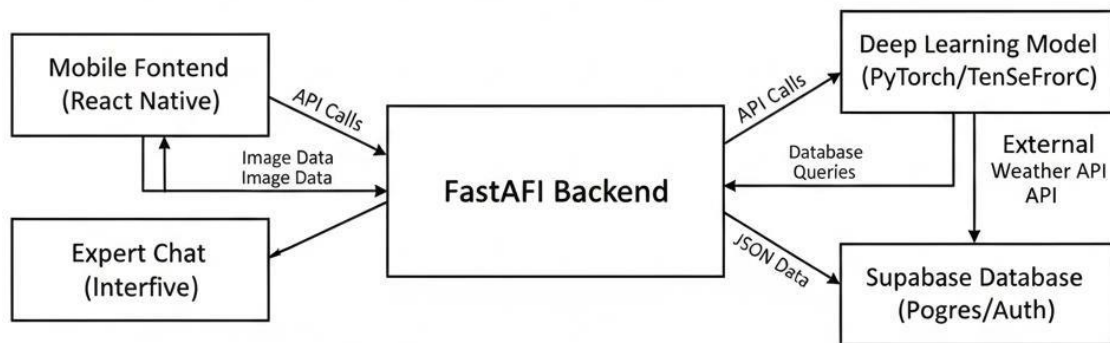 Mobile Fontend
(React Native)
API Calls
Image Data
Image Data
Expert Chat
(Interfive)
FastAFI Backend
API Calls
Database
Queries
JSON Data
Deep Learning Model
(PyTorch/TenSeFrorC)
External
Weather API
API
Supabase Database
(Pogres/Auth)